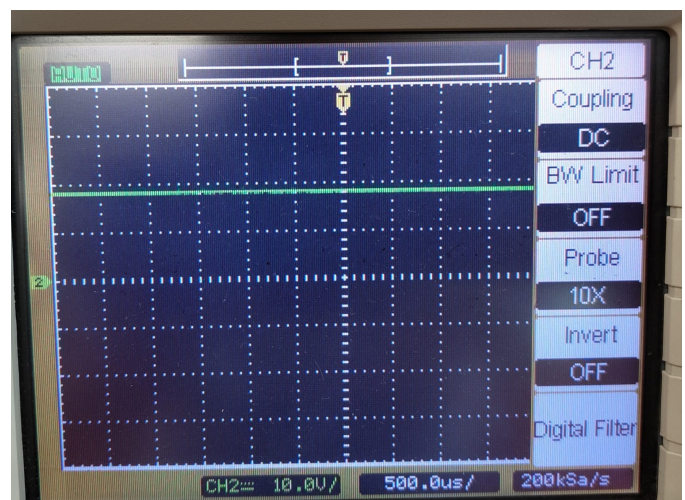 CH2
T
Coupling
T
DC
BW Limit
OFF
Probe
2
10X
Invert
OFF
Digital Filter
CH2 10.0V/ 500.0us/ 200kSa/s